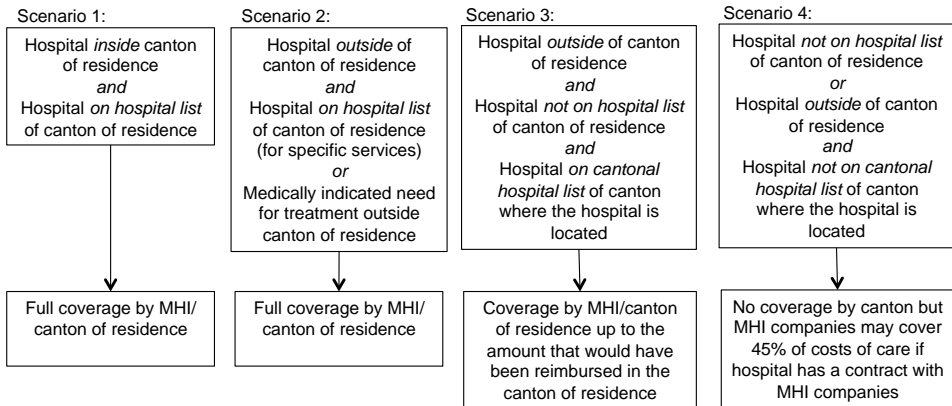 Scenario 1:
Hospital inside canton
of residence
and
Hospital on hospital list
of canton of residence
Full coverage by MHI/
canton of residence
Scenario 2:
Hospital outside of
canton of residence
and
Hospital on hospital list
of canton of residence
(for specific services)
or
Medically indicated need
for treatment outside
canton of residence
Full coverage by MHI/
canton of residence
Scenario 3:
Hospital outside of canton
of residence
and
Hospital not on hospital list
of canton of residence
and
Hospital on cantonal
hospital list of canton
where the hospital is
located
Coverage by MHI/canton
of residence up to the
amount that would have
been reimbursed in the
canton of residence
Scenario 4:
Hospital not on hospital list
of canton of residence
or
Hospital outside of canton
of residence
and
Hospital not on cantonal
hospital list of canton
where the hospital is
located
No coverage by canton but
MHI companies may cover
45% of costs of care if
hospital has a contract with
MHI companies